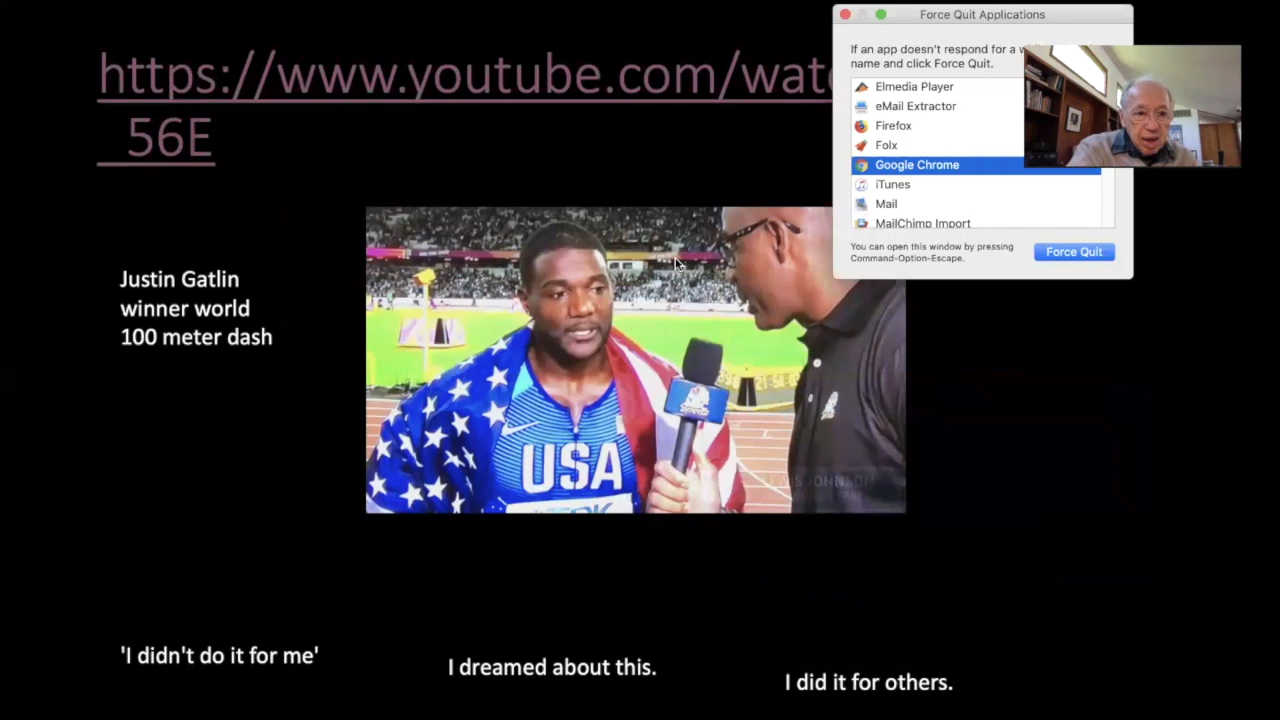 Force Quit Applications
If an app doesn't respond for a
name and click Force Quit.
Elmedia Player
eMail Extractor
Firefox
Folx
Google Chrome
iTunes
Mail
MailChimp Import
You can open this window by pressing
Command-Option-Escape.
Force Quit
https://www.youtube.com/wat
_56E
Justin Gatlin
winner world
100 meter dash
USA
JOHNSON
'I didn't do it for me'
I dreamed about this.
I did it for others.